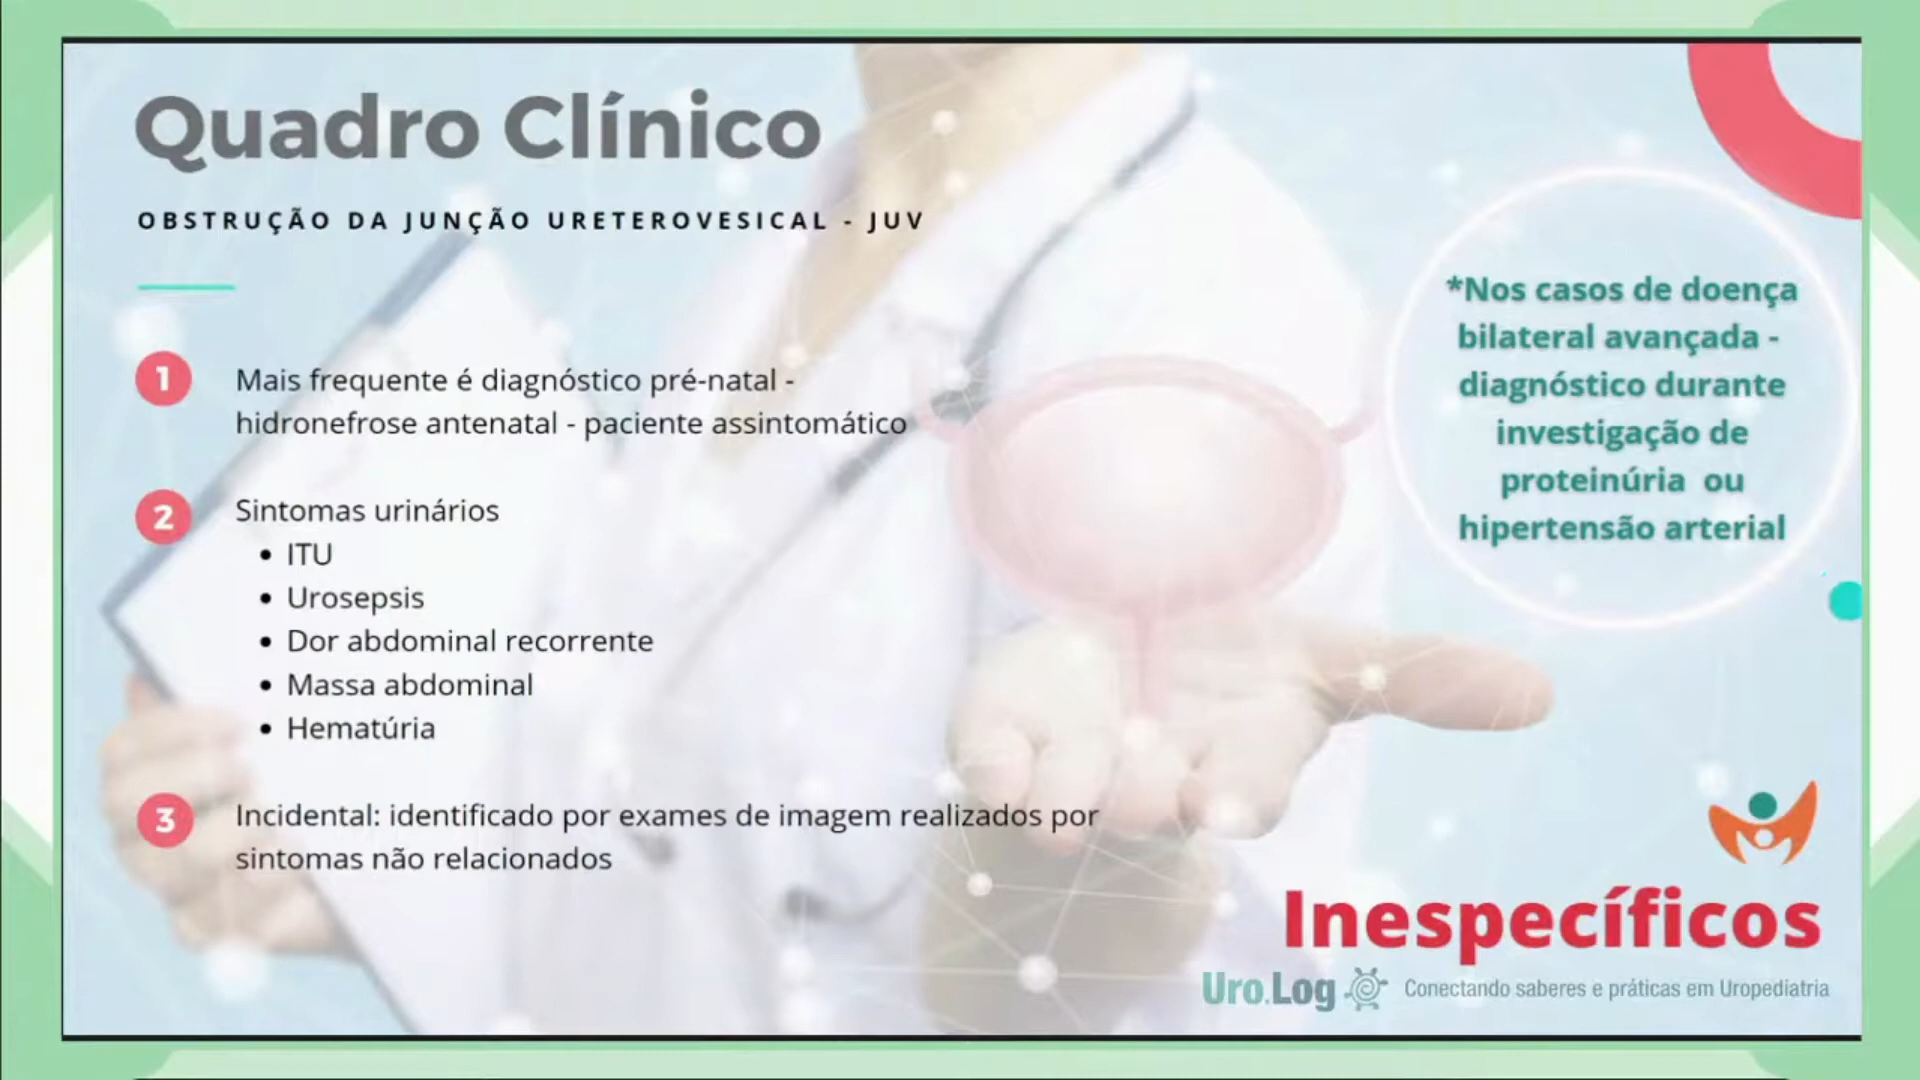 Quadro Clínico
OBSTRUÇÃO DA JUNÇÃO URETEROVESICAL - JUV
1
Mais frequente é diagnóstico pré-natal -
hidronefrose antenatal - paciente assintomático
2
Sintomas urinários
• ITU
• Urosepsis
• Dor abdominal recorrente
• Massa abdominal
• Hematúria
3
Incidental: identificado por exames de imagem realizados por
sintomas não relacionados
*Nos casos de doença
bilateral avançada -
diagnóstico durante
investigação de
proteinúria ou
hipertensão arterial
Inespecíficos
Uro.Log Conectando saberes e práticas em Uropediatria